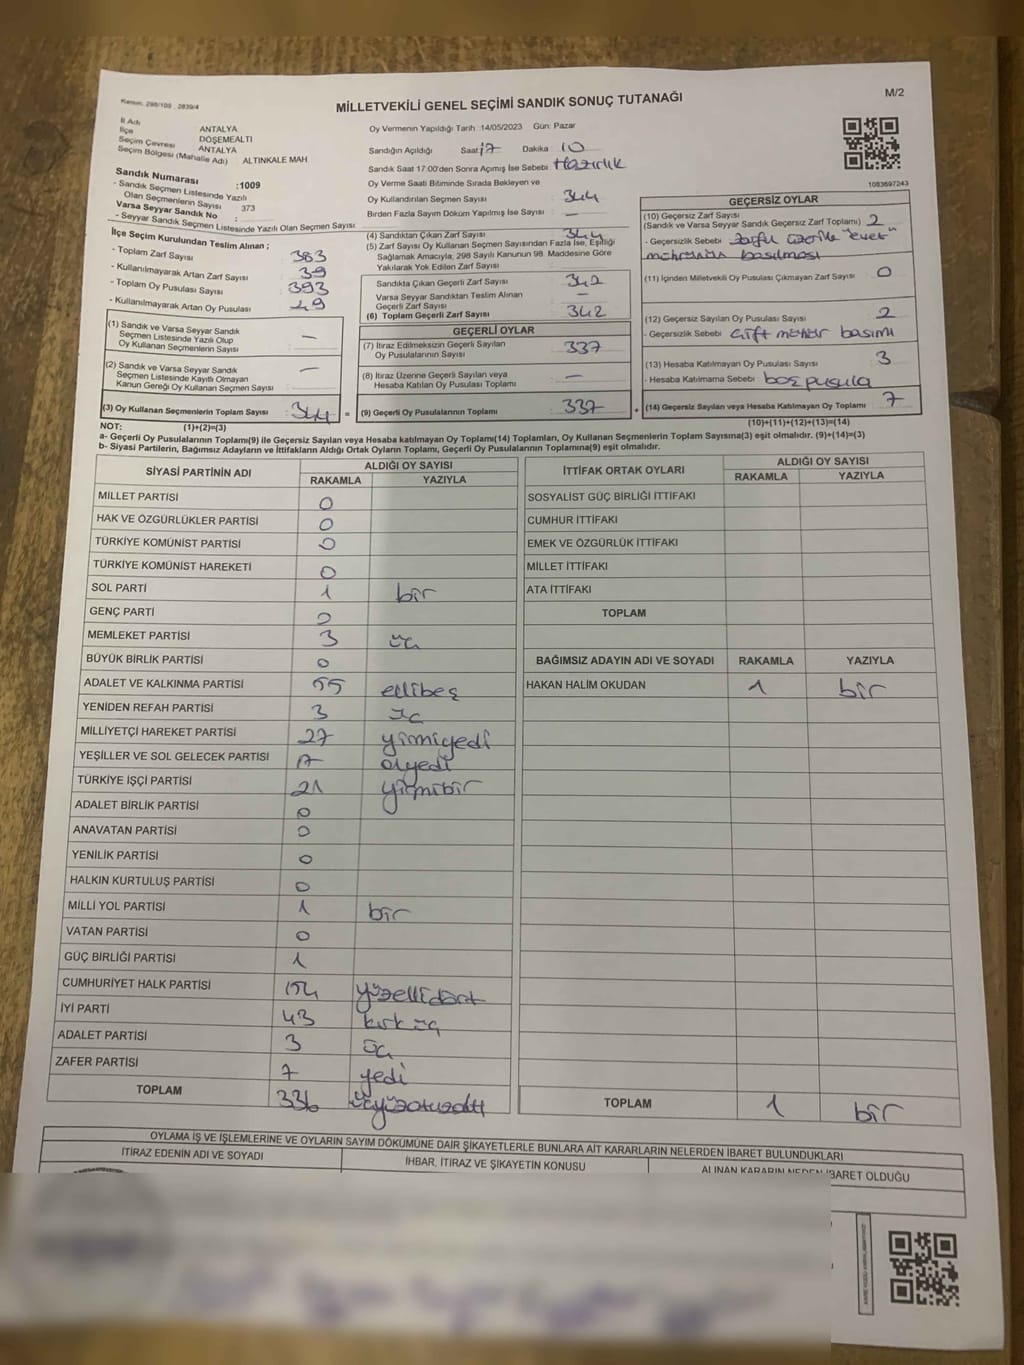 Kanun: 298/105 , 2839/4
M/2
MİLLETVEKİLİ GENEL SEÇİMİ SANDIK SONUÇ TUTANAĞI
İl Adı ANTALYA
İlçe DÖŞEMEALTI
Seçim Çevresi ANTALYA
Seçim Bölgesi (Mahalle Adı) ALTINKALE MAH
Sandık Numarası :1009
- Sandık Seçmen Listesinde Yazılı
Olan Seçmenlerin Sayısı 373
Varsa Seyyar Sandık No :
- Seyyar Sandık Seçmen Listesinde Yazılı Olan Seçmen Sayısı
Oy Vermenin Yapıldığı Tarih :14/05/2023 Gün: Pazar
Sandığın Açıldığı Saat 17 Dakika 10
Sandık Saat 17:00'den Sonra Açılmış İse Sebebi Hazırlık
Oy Verme Saati Bitiminde Sırada Bekleyen ve
Oy Kullandırılan Seçmen Sayısı 344
Birden Fazla Sayım Döküm Yapılmış İse Sayısı —
1083697243
İlçe Seçim Kurulundan Teslim Alınan ;
- Toplam Zarf Sayısı 383
- Kullanılmayarak Artan Zarf Sayısı 39
- Toplam Oy Pusulası Sayısı 393
- Kullanılmayarak Artan Oy Pusulası 49
(1) Sandık ve Varsa Seyyar Sandık
Seçmen Listesinde Yazılı Olup
Oy Kullanan Seçmenlerin Sayısı —
(2) Sandık ve Varsa Seyyar Sandık
Seçmen Listesinde Kayıtlı Olmayan
Kanun Gereği Oy Kullanan Seçmen Sayısı —
(3) Oy Kullanan Seçmenlerin Toplam Sayısı 344 =
(4) Sandıktan Çıkan Zarf Sayısı 344
(5) Zarf Sayısı Oy Kullanan Seçmen Sayısından Fazla İse, Eşitliği
Sağlamak Amacıyla, 298 Sayılı Kanunun 98. Maddesine Göre
Yakılarak Yok Edilen Zarf Sayısı
Sandıkta Çıkan Geçerli Zarf Sayısı 342
Varsa Seyyar Sandıktan Teslim Alınan
Geçerli Zarf Sayısı —
(6) Toplam Geçerli Zarf Sayısı 342
GEÇERLİ OYLAR
(7) İtiraz Edilmeksizin Geçerli Sayılan
Oy Pusulalarının Sayısı 337
(8) İtiraz Üzerine Geçerli Sayılan veya
Hesaba Katılan Oy Pusulası Toplamı —
(9) Geçerli Oy Pusulalarının Toplamı 337 +
GEÇERSİZ OYLAR
(10) Geçersiz Zarf Sayısı
(Sandık ve Varsa Seyyar Sandık Geçersiz Zarf Toplamı) 2
- Geçersizlik Sebebi zarfın üzerine "evet"
mührünün basılması
(11) İçinden Milletvekili Oy Pusulası Çıkmayan Zarf Sayısı 0
(12) Geçersiz Sayılan Oy Pusulası Sayısı 2
- Geçersizlik Sebebi Çift mühür basımı
(13) Hesaba Katılmayan Oy Pusulası Sayısı 3
- Hesaba Katılmama Sebebi boş pusula
(14) Geçersiz Sayılan veya Hesaba Katılmayan Oy Toplamı 7
NOT: (1)+(2)=(3) (10)+(11)+(12)+(13)=(14)
a- Geçerli Oy Pusulalarının Toplamı(9) ile Geçersiz Sayılan veya Hesaba katılmayan Oy Toplamı(14) Toplamları, Oy Kullanan Seçmenlerin Toplam Sayısına(3) eşit olmalıdır. (9)+(14)=(3)
b- Siyasi Partilerin, Bağımsız Adayların ve İttifakların Aldığı Ortak Oyların Toplamı, Geçerli Oy Pusulalarının Toplamına(9) eşit olmalıdır.
SİYASİ PARTİNİN ADI ALDIĞI OY SAYISI
RAKAMLA YAZIYLA
MİLLET PARTİSİ 0
HAK VE ÖZGÜRLÜKLER PARTİSİ 0
TÜRKİYE KOMÜNİST PARTİSİ 0
TÜRKİYE KOMÜNİST HAREKETİ 0
SOL PARTİ 1 bir
GENÇ PARTİ 0
MEMLEKET PARTİSİ 3 üç
BÜYÜK BİRLİK PARTİSİ 0
ADALET VE KALKINMA PARTİSİ 55 ellibeş
YENİDEN REFAH PARTİSİ 3 üç
MİLLİYETÇİ HAREKET PARTİSİ 27 yirmiyedi
YEŞİLLER VE SOL GELECEK PARTİSİ 17 onyedi
TÜRKİYE İŞÇİ PARTİSİ 21 yirmibir
ADALET BİRLİK PARTİSİ 0
ANAVATAN PARTİSİ 0
YENİLİK PARTİSİ 0
HALKIN KURTULUŞ PARTİSİ 0
MİLLİ YOL PARTİSİ 1 bir
VATAN PARTİSİ 0
GÜÇ BİRLİĞİ PARTİSİ 1
CUMHURİYET HALK PARTİSİ 154 yüzellidört
İYİ PARTİ 43 kırküç
ADALET PARTİSİ 3 üç
ZAFER PARTİSİ 7 yedi
TOPLAM 336 üçyüzotuzaltı
İTTİFAK ORTAK OYLARI ALDIĞI OY SAYISI
RAKAMLA YAZIYLA
SOSYALİST GÜÇ BİRLİĞİ İTTİFAKI
CUMHUR İTTİFAKI
EMEK VE ÖZGÜRLÜK İTTİFAKI
MİLLET İTTİFAKI
ATA İTTİFAKI
TOPLAM
BAĞIMSIZ ADAYIN ADI VE SOYADI RAKAMLA YAZIYLA
HAKAN HALİM OKUDAN 1 bir
TOPLAM 1 bir
OYLAMA İŞ VE İŞLEMLERİNE VE OYLARIN SAYIM DÖKÜMÜNE DAİR ŞİKAYETLERLE BUNLARA AİT KARARLARIN NELERDEN İBARET BULUNDUKLARI
İTİRAZ EDENİN ADI VE SOYADI İHBAR, İTİRAZ VE ŞİKAYETİN KONUSU ALINAN KARARIN NEDEN İBARET OLDUĞU